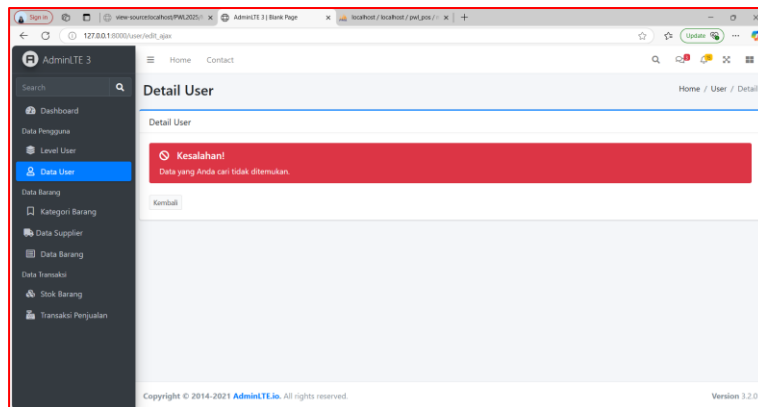 Sign in
view-source:localhost/PWL2025/
AdminLTE 3 | Blank Page
localhost / localhost / pwl_pos /
127.0.0.1:8000/user/edit_ajax
Update
AdminLTE 3
Home Contact
Search
Detail User
Home / User / Detail
Dashboard
Detail User
Data Pengguna
Level User
Kesalahan!
Data User
Data yang Anda cari tidak ditemukan.
Data Barang
Kembali
Kategori Barang
Data Supplier
Data Barang
Data Transaksi
Stok Barang
Transaksi Penjualan
Copyright © 2014-2021 AdminLTE.io. All rights reserved.
Version 3.2.0